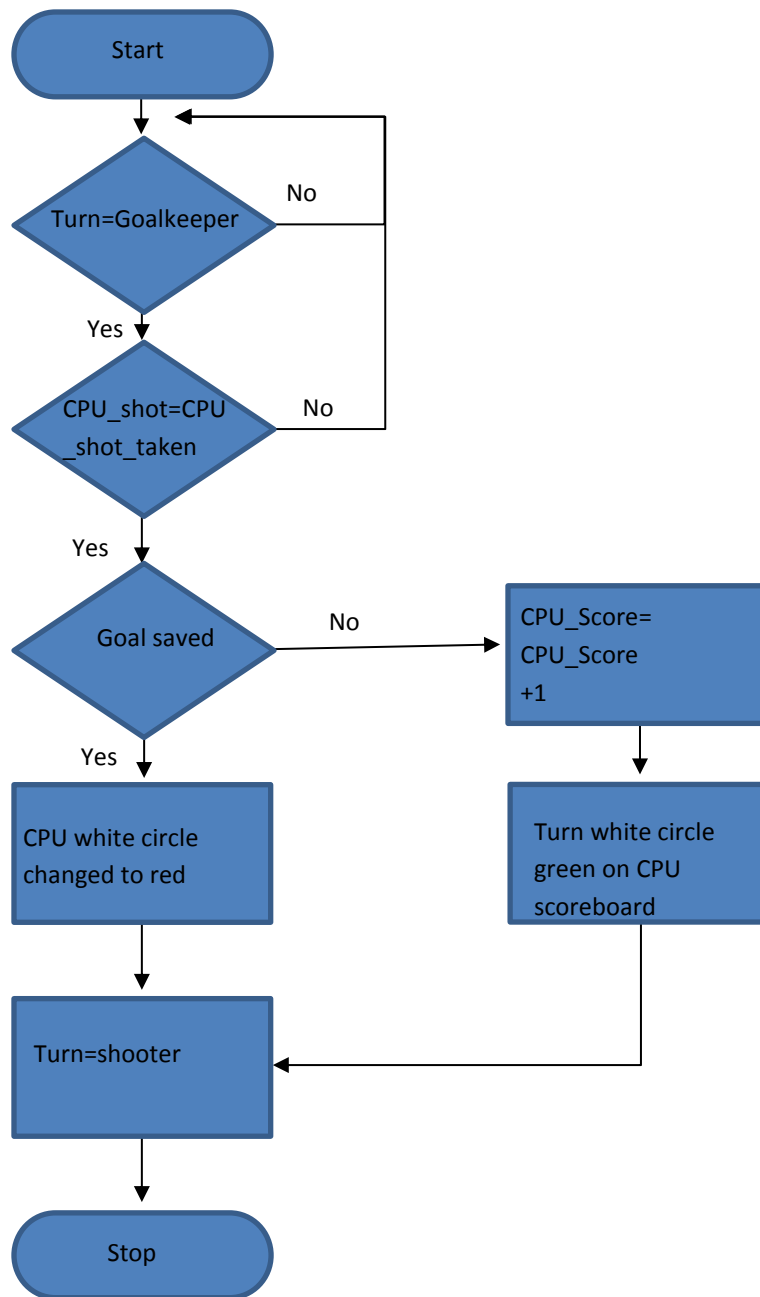 Start
No
Turn=Goalkeeper
Yes
CPU_shot=CPU
_shot_taken
No
Yes
Goal saved
No
CPU_Score=
CPU_Score
+1
Yes
CPU white circle
changed to red
Turn white circle
green on CPU
scoreboard
Turn=shooter
Stop